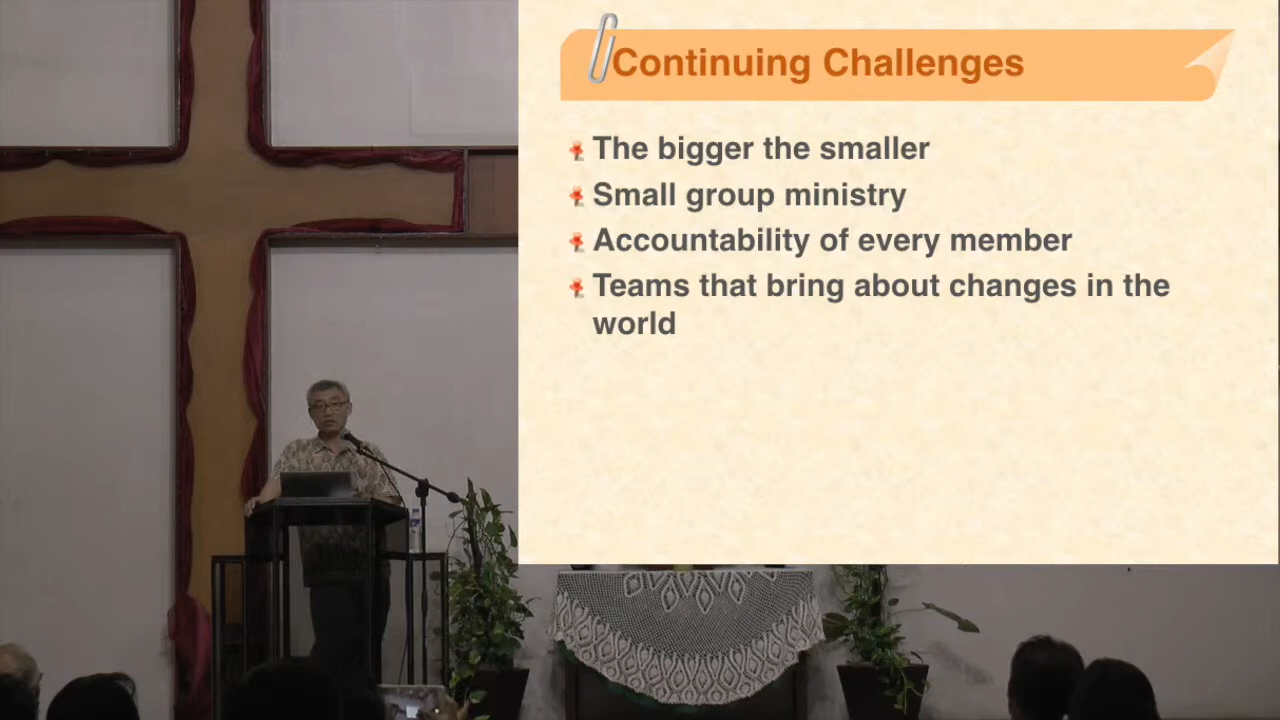 Continuing Challenges
The bigger the smaller
Small group ministry
Accountability of every member
Teams that bring about changes in the
world